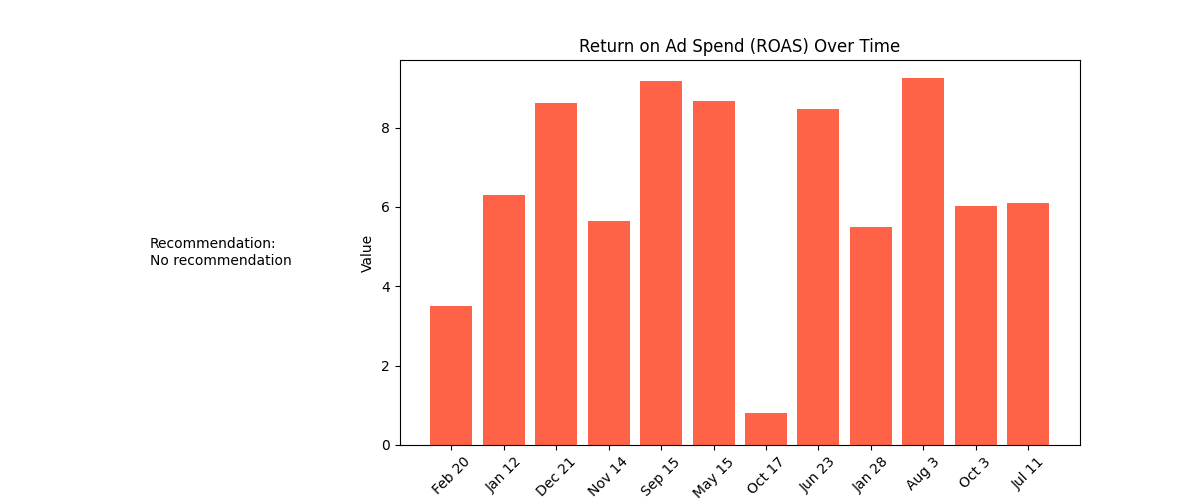 Return on Ad Spend (ROAS) Over Time
Recommendation:
No recommendation
Value
8
6
4
2
0
Feb 20
Jan 12
Dec 21
Nov 14
Sep 15
May 15
Oct 17
Jun 23
Jan 28
Aug 3
Oct 3
Jul 11